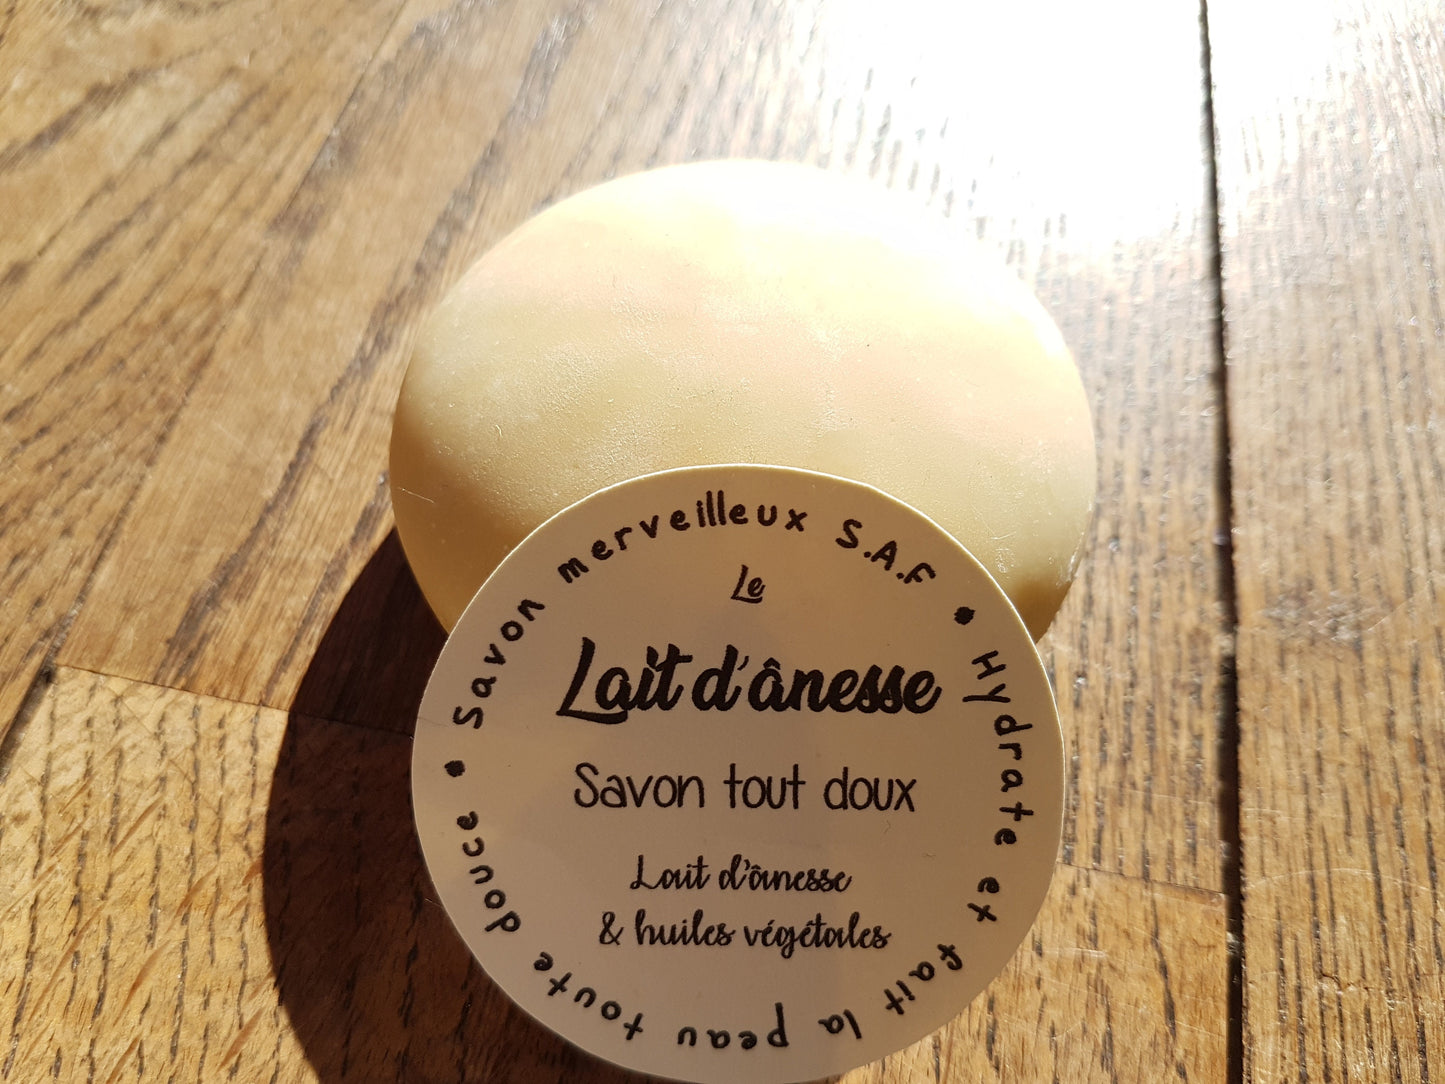 Savon merveilleux S.A.F • Hydrate et fait la peau toute douce •
Le
Lait d'ânesse
Savon tout doux
Lait d'ânesse
& huiles végétales